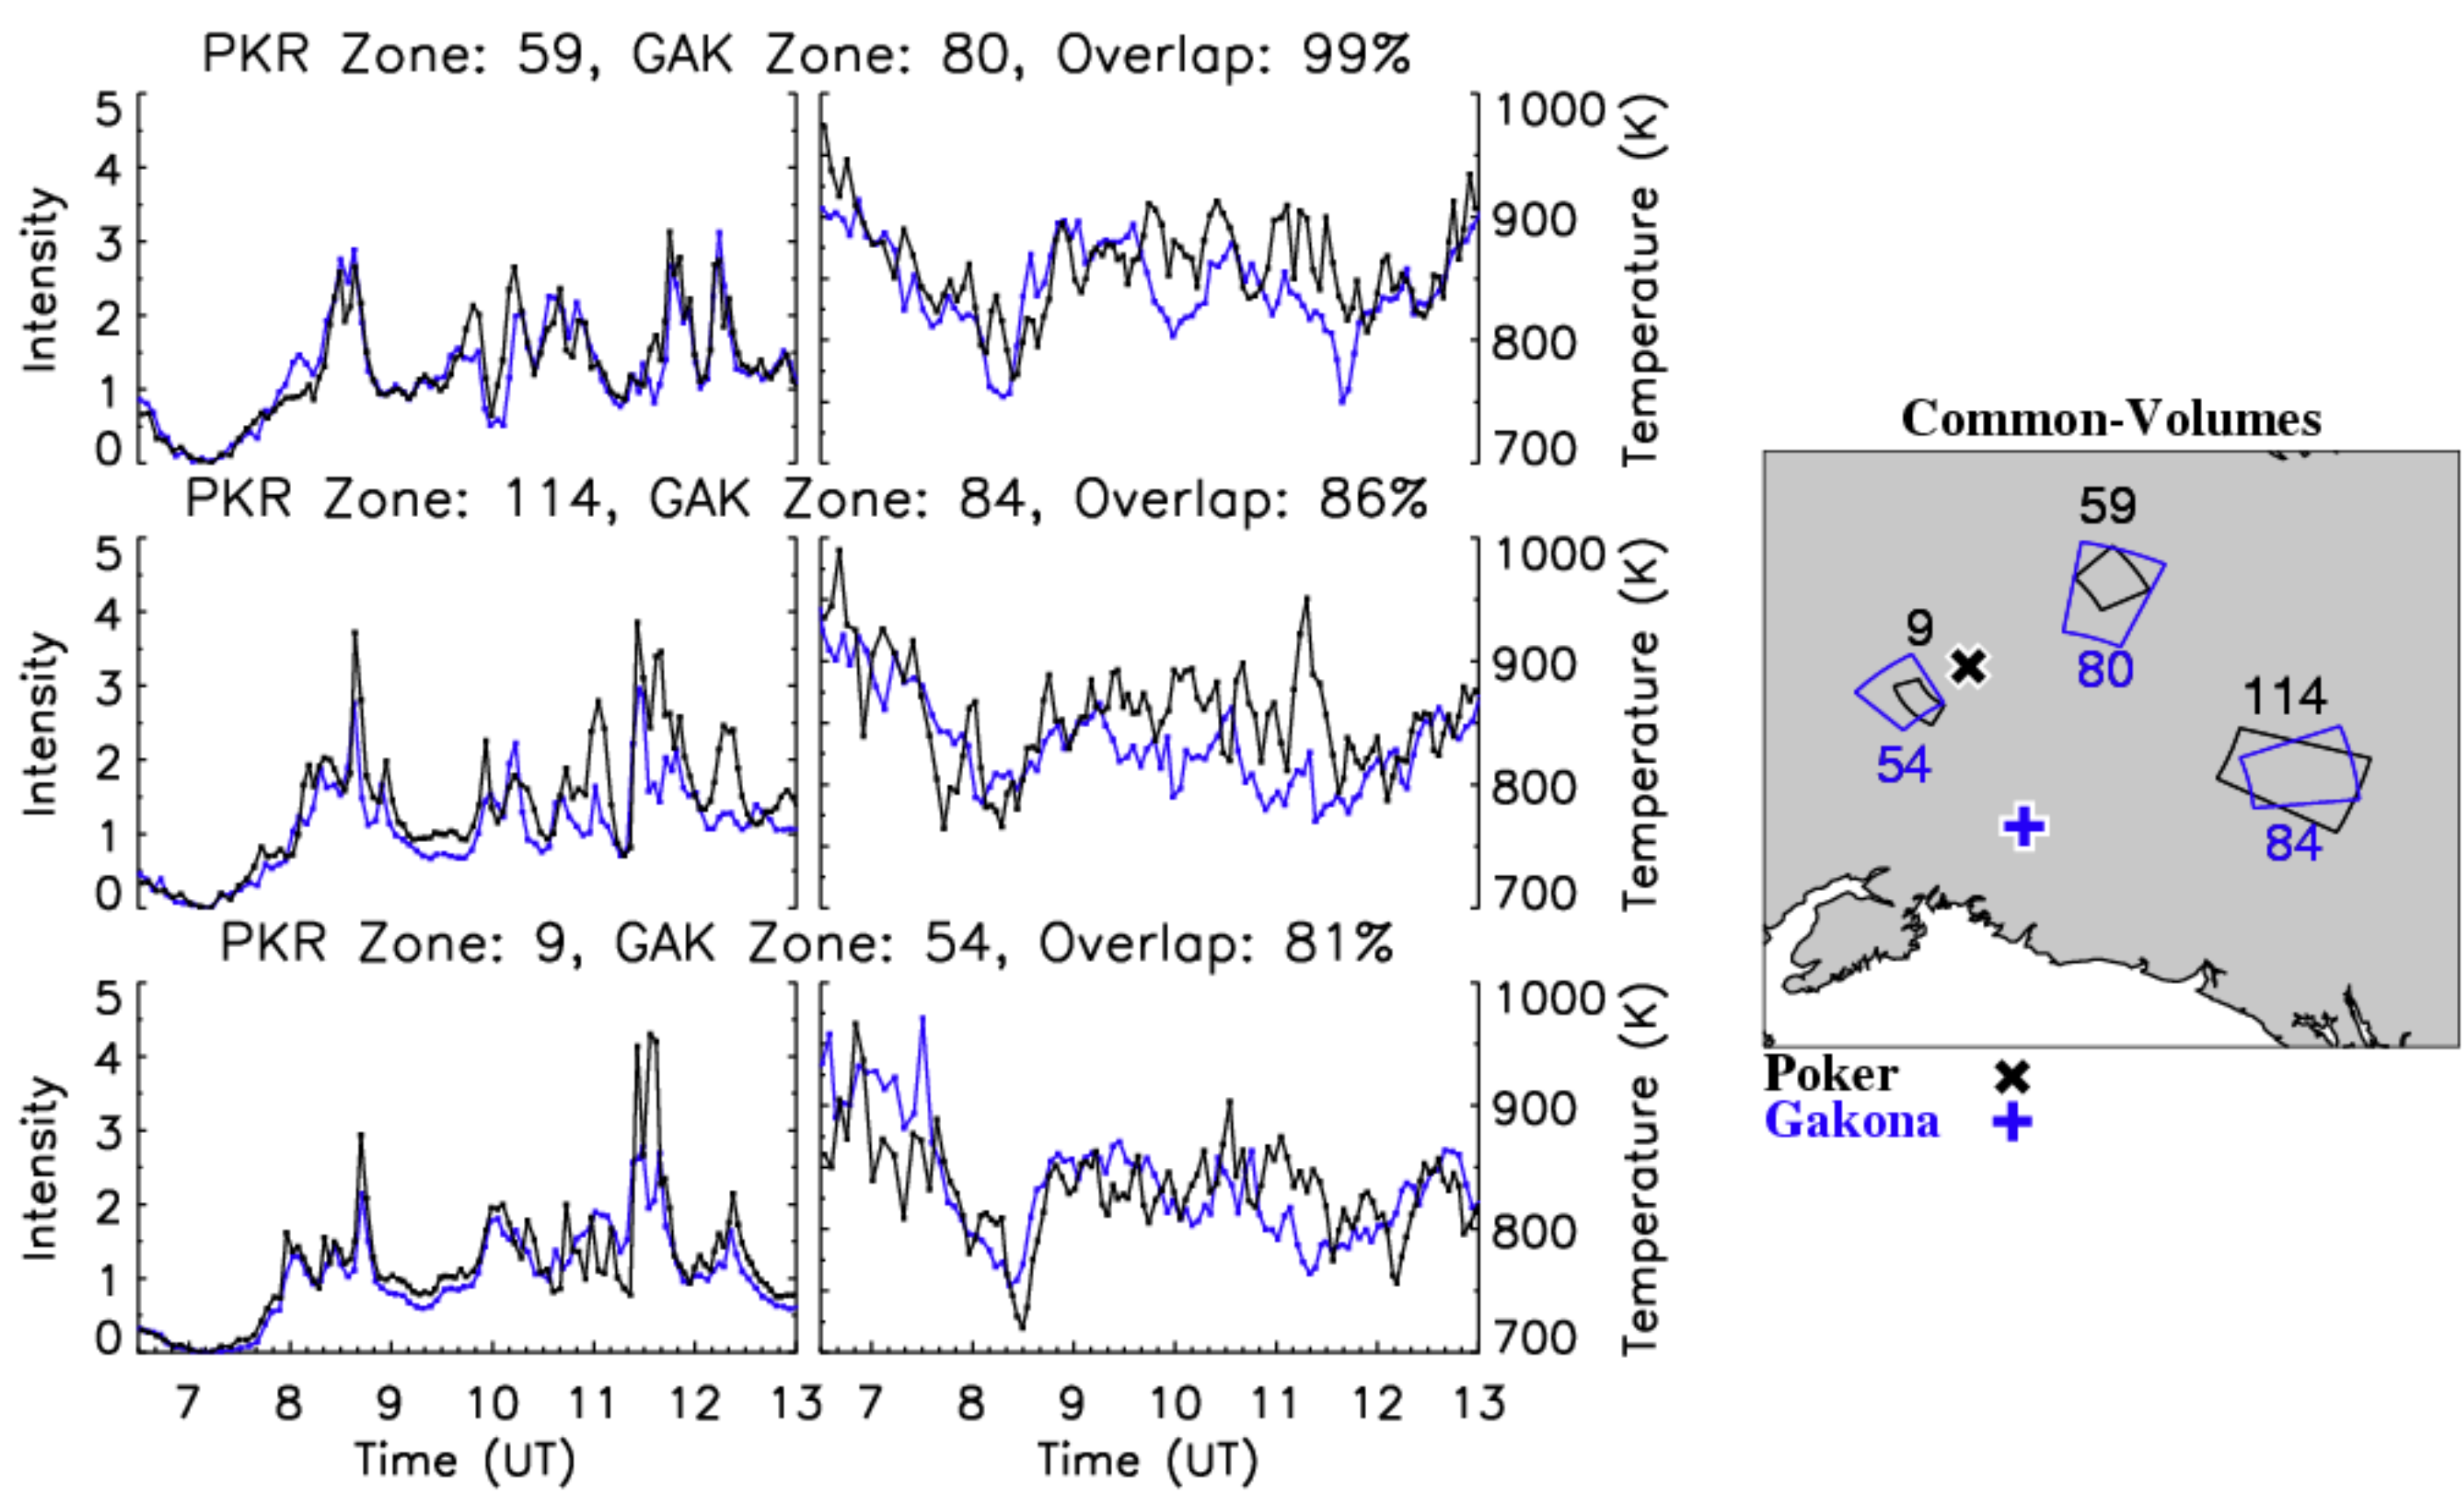 PKR Zone: 59, GAK Zone: 80, Overlap: 99%
5
4
3
2
1
0
Intensity
1000
900
800
700
Temperature (K)
PKR Zone: 114, GAK Zone: 84, Overlap: 86%
5
4
3
2
1
0
Intensity
1000
900
800
700
Temperature (K)
PKR Zone: 9, GAK Zone: 54, Overlap: 81%
5
4
3
2
1
0
Intensity
1000
900
800
700
Temperature (K)
7 8 9 10 11 12 13
Time (UT)
7 8 9 10 11 12 13
Time (UT)
Common-Volumes
59
80
9
54
114
84
Poker
Gakona